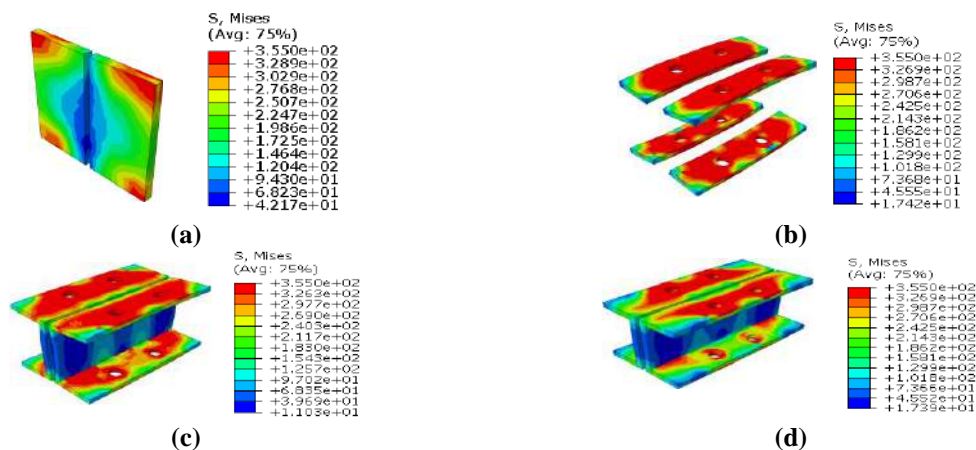 S, Mises
(Avg: 75%)
+3.550e+02
+3.289e+02
+3.029e+02
+2.768e+02
+2.507e+02
+2.247e+02
+1.986e+02
+1.725e+02
+1.464e+02
+1.204e+02
+9.430e+01
+6.823e+01
+4.217e+01
(a)
S, Mises
(Avg: 75%)
+3.550e+02
+3.269e+02
+2.987e+02
+2.706e+02
+2.425e+02
+2.143e+02
+1.862e+02
+1.581e+02
+1.299e+02
+1.018e+02
+7.368e+01
+4.555e+01
+1.742e+01
(b)
S, Mises
(Avg: 75%)
+3.550e+02
+3.263e+02
+2.977e+02
+2.690e+02
+2.403e+02
+2.117e+02
+1.830e+02
+1.543e+02
+1.257e+02
+9.702e+01
+6.835e+01
+3.969e+01
+1.103e+01
(c)
S, Mises
(Avg: 75%)
+3.550e+02
+3.269e+02
+2.987e+02
+2.706e+02
+2.425e+02
+2.143e+02
+1.862e+02
+1.581e+02
+1.299e+02
+1.018e+02
+7.366e+01
+4.552e+01
+1.739e+01
(d)